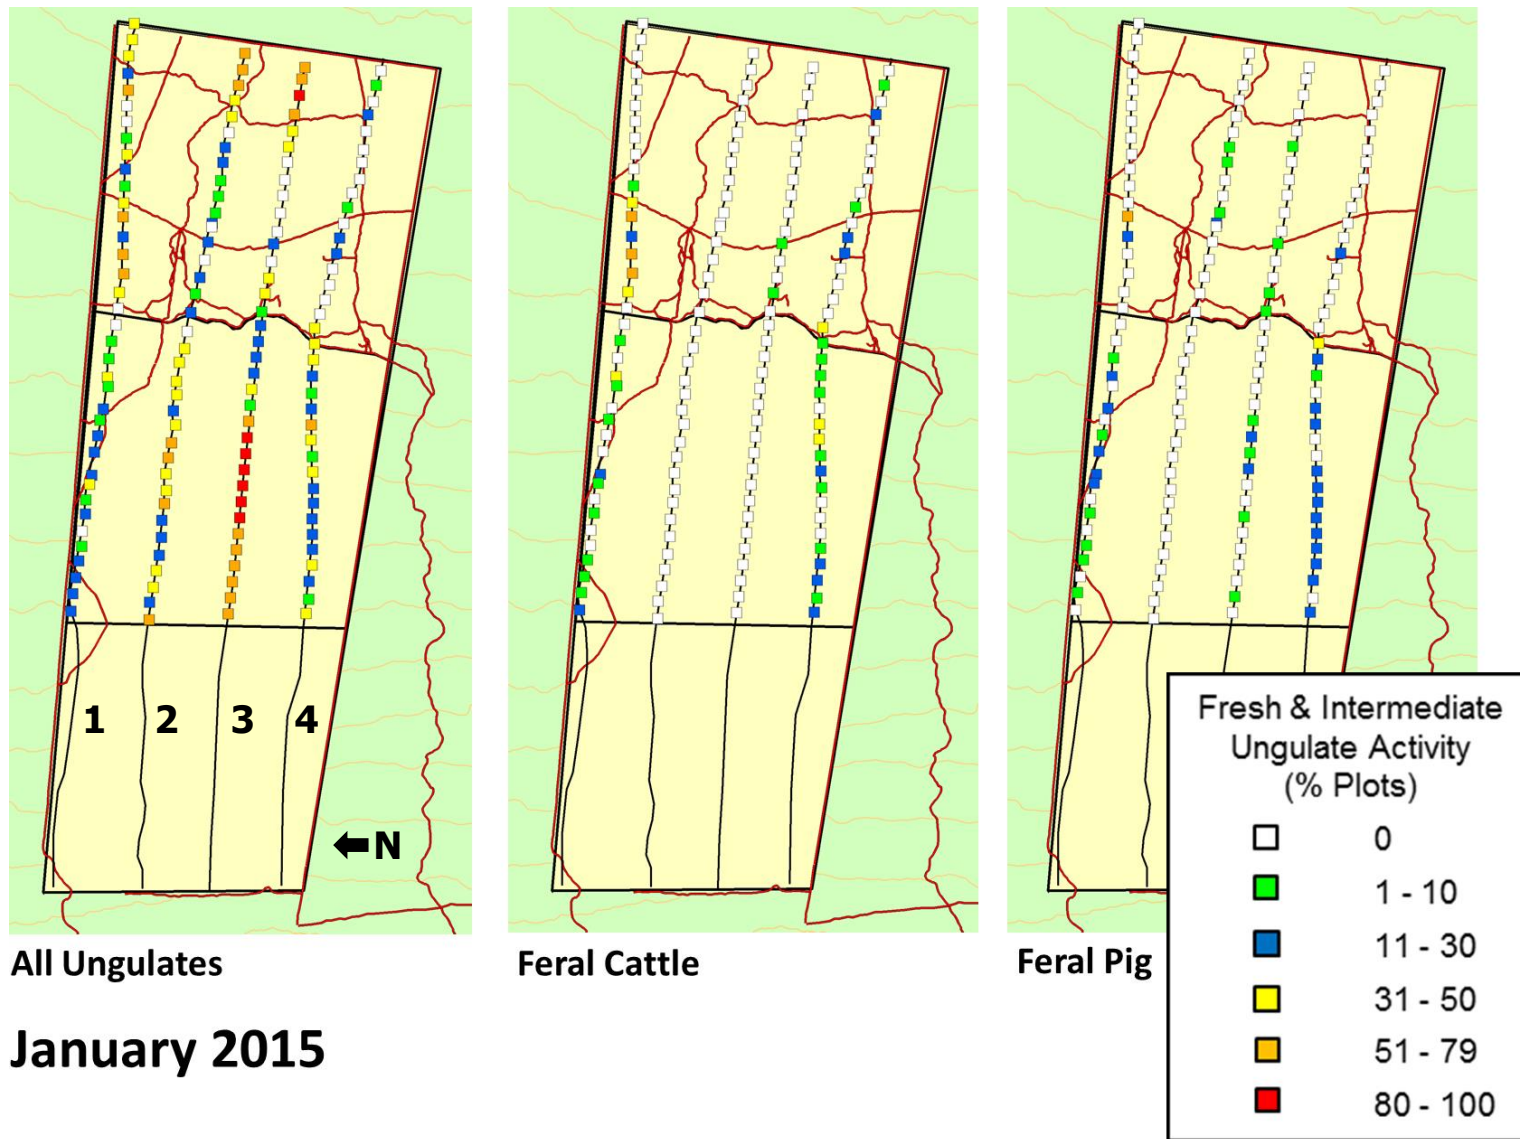 1 2 3 4
N
All Ungulates
Feral Cattle
Feral Pig
January 2015
Fresh & Intermediate
Ungulate Activity
(% Plots)
0
1 - 10
11 - 30
31 - 50
51 - 79
80 - 100